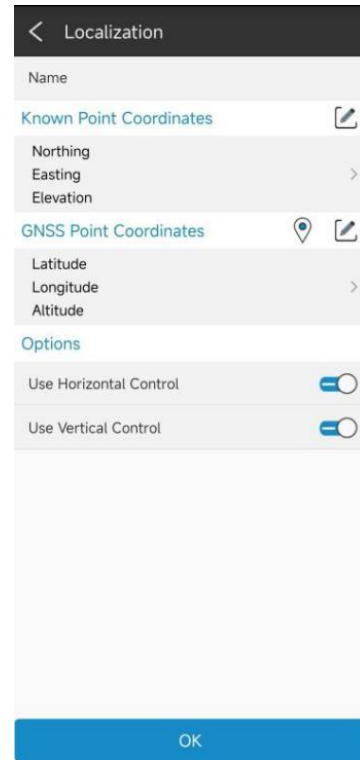 Localization
Name
Known Point Coordinates
Northing
Easting
Elevation
GNSS Point Coordinates
Latitude
Longitude
Altitude
Options
Use Horizontal Control
Use Vertical Control
OK